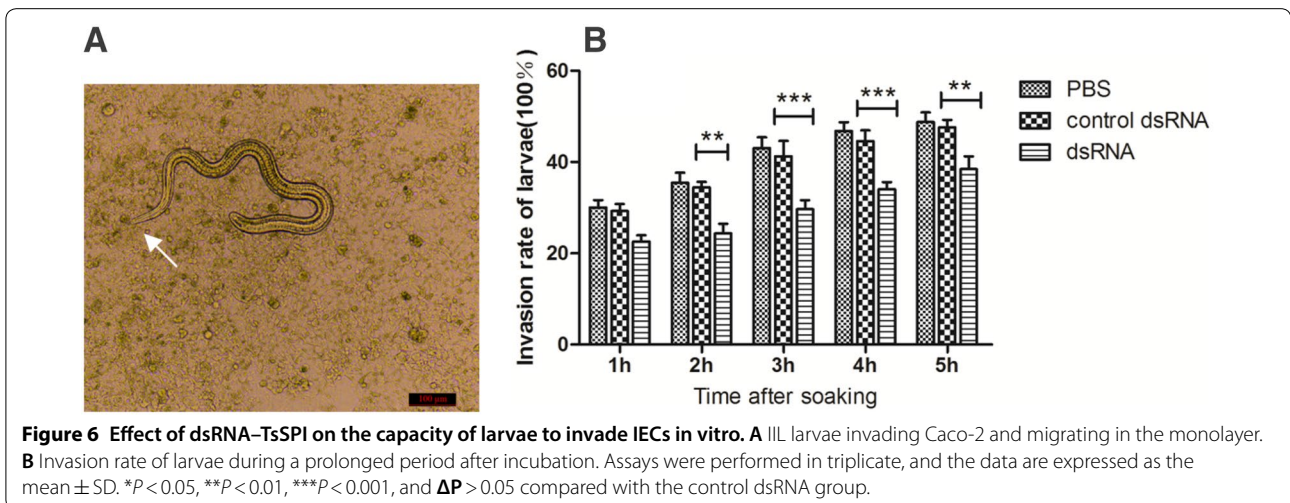 A
B
Invasion rate of larvae(100%)
60
40
20
0
** *** *** **
PBS
control dsRNA
dsRNA
1h 2h 3h 4h 5h
Time after soaking
100 μm
Figure 6 Effect of dsRNA–TsSPI on the capacity of larvae to invade IECs in vitro. A IIL larvae invading Caco-2 and migrating in the monolayer.
B Invasion rate of larvae during a prolonged period after incubation. Assays were performed in triplicate, and the data are expressed as the
mean ± SD. *P < 0.05, **P < 0.01, ***P < 0.001, and ΔP > 0.05 compared with the control dsRNA group.